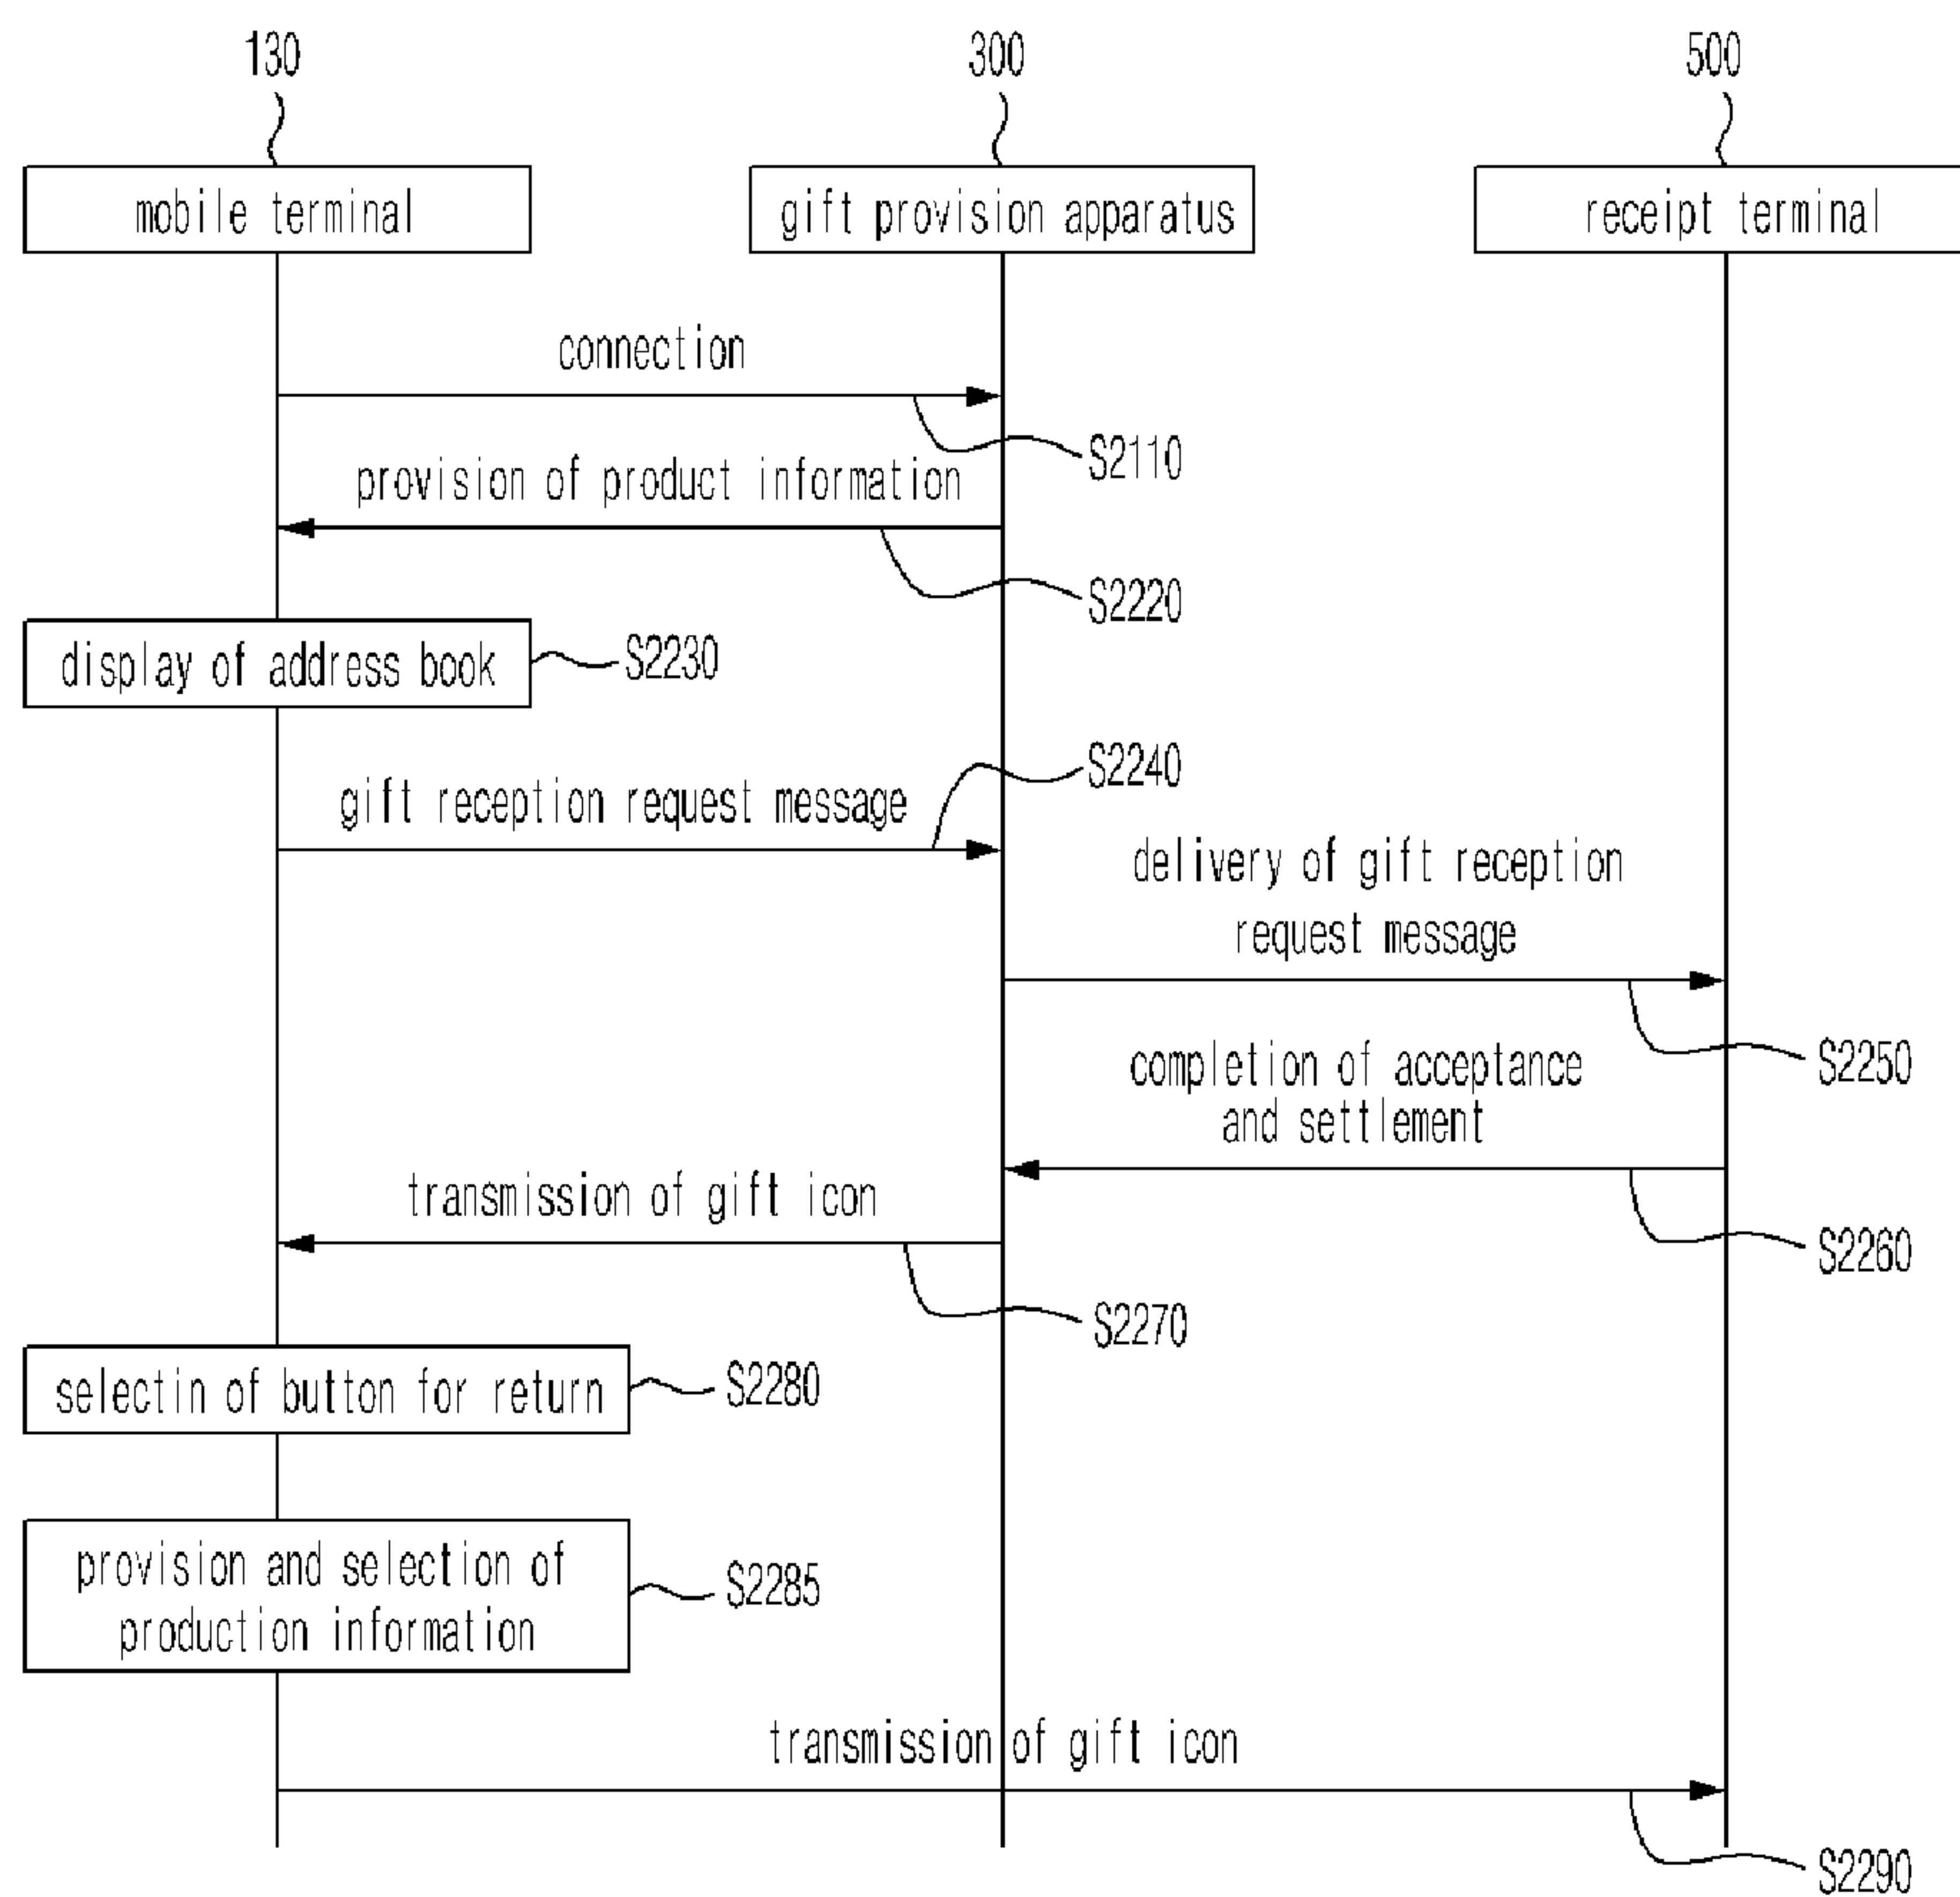 130
300
500
mobile terminal
gift provision apparatus
receipt terminal
connection
S2110
provision of product information
S2220
display of address book
S2230
S2240
gift reception request message
delivery of gift reception
request message
S2250
completion of acceptance
and settlement
S2260
transmission of gift icon
S2270
selectin of button for return
S2280
provision and selection of
production information
S2285
transmission of gift icon
S2290